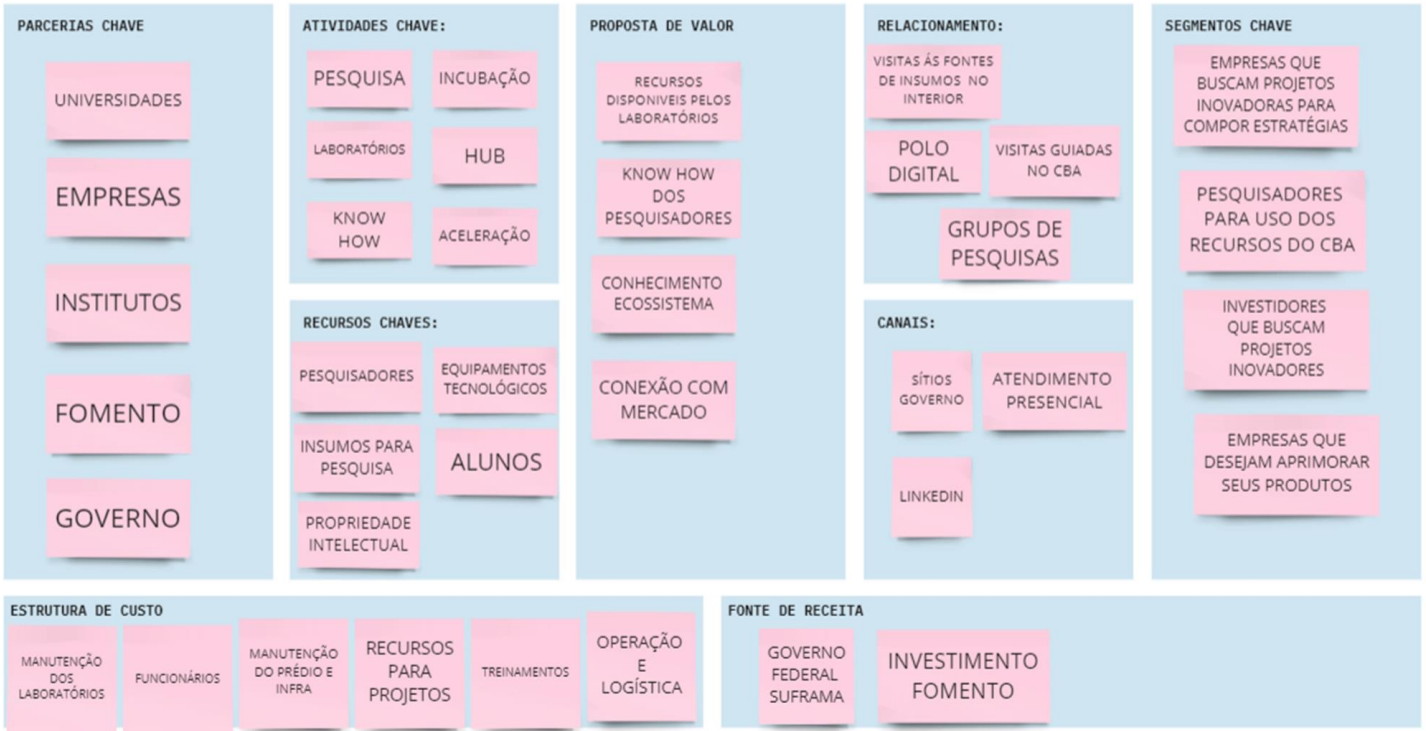 PARCERIAS CHAVE
UNIVERSIDADES
EMPRESAS
INSTITUTOS
FOMENTO
GOVERNO
ATIVIDADES CHAVE:
PESQUISA
INCUBAÇÃO
LABORATÓRIOS
HUB
KNOW
HOW
ACELERAÇÃO
RECURSOS CHAVES:
PESQUISADORES
EQUIPAMENTOS
TECNOLÓGICOS
INSUMOS PARA
PESQUISA
ALUNOS
PROPRIEDADE
INTELECTUAL
PROPOSTA DE VALOR
RECURSOS
DISPONIVEIS PELOS
LABORATÓRIOS
KNOW HOW
DOS
PESQUISADORES
CONHECIMENTO
ECOSSISTEMA
CONEXÃO COM
MERCADO
RELACIONAMENTO:
VISITAS ÁS FONTES
DE INSUMOS NO
INTERIOR
POLO
DIGITAL
VISITAS GUIADAS
NO CBA
GRUPOS DE
PESQUISAS
CANAIS:
SÍTIOS
GOVERNO
ATENDIMENTO
PRESENCIAL
LINKEDIN
SEGMENTOS CHAVE
EMPRESAS QUE
BUSCAM PROJETOS
INOVADORAS PARA
COMPOR ESTRATÉGIAS
PESQUISADORES
PARA USO DOS
RECURSOS DO CBA
INVESTIDORES
QUE BUSCAM
PROJETOS
INOVADORES
EMPRESAS QUE
DESEJAM APRIMORAR
SEUS PRODUTOS
ESTRUTURA DE CUSTO
MANUTENÇÃO
DOS
LABORATÓRIOS
FUNCIONÁRIOS
MANUTENÇÃO
DO PRÉDIO E
INFRA
RECURSOS
PARA
PROJETOS
TREINAMENTOS
OPERAÇÃO
E
LOGÍSTICA
FONTE DE RECEITA
GOVERNO
FEDERAL
SUFRAMA
INVESTIMENTO
FOMENTO